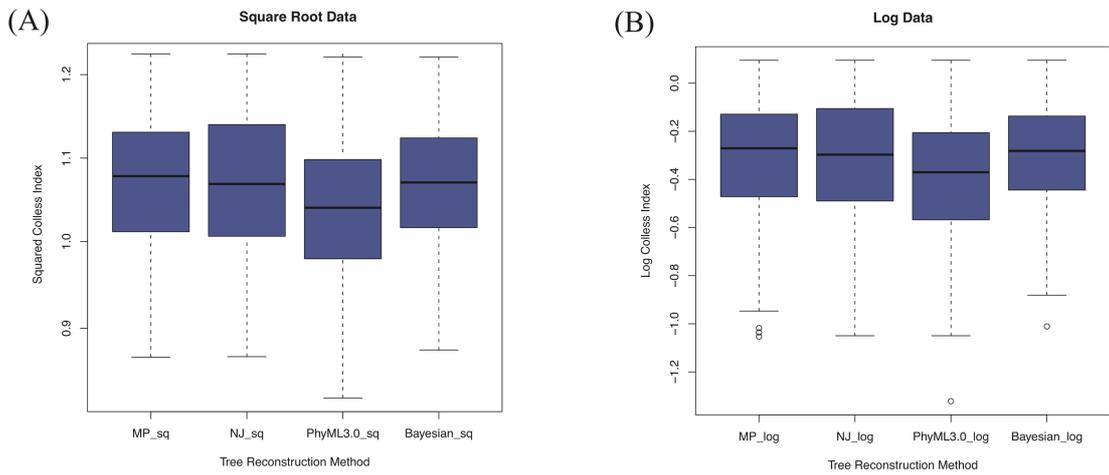 (A)
Square Root Data
Squared Colless Index
1.2
1.1
1.0
0.9
MP_sq NJ_sq PhyML3.0_sq Bayesian_sq
Tree Reconstruction Method
(B)
Log Data
Log Colless Index
0.0
−0.2
−0.4
−0.6
−0.8
−1.0
−1.2
MP_log NJ_log PhyML3.0_log Bayesian_log
Tree Reconstruction Method